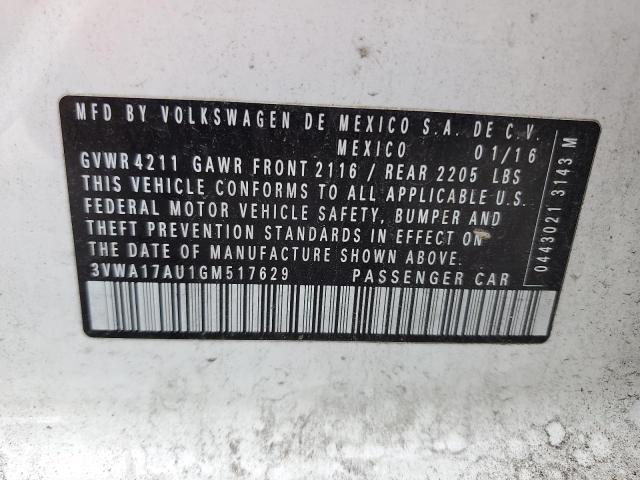 MFD BY VOLKSWAGEN DE MEXICO S.A. DE C.V.
MEXICO 01/16
GVWR 4211 GAWR FRONT 2116 / REAR 2205 LBS
THIS VEHICLE CONFORMS TO ALL APPLICABLE U.S.
FEDERAL MOTOR VEHICLE SAFETY, BUMPER AND
THEFT PREVENTION STANDARDS IN EFFECT ON
THE DATE OF MANUFACTURE SHOWN ABOVE.
3VWA17AU1GM517629 PASSENGER CAR
04430213143 M